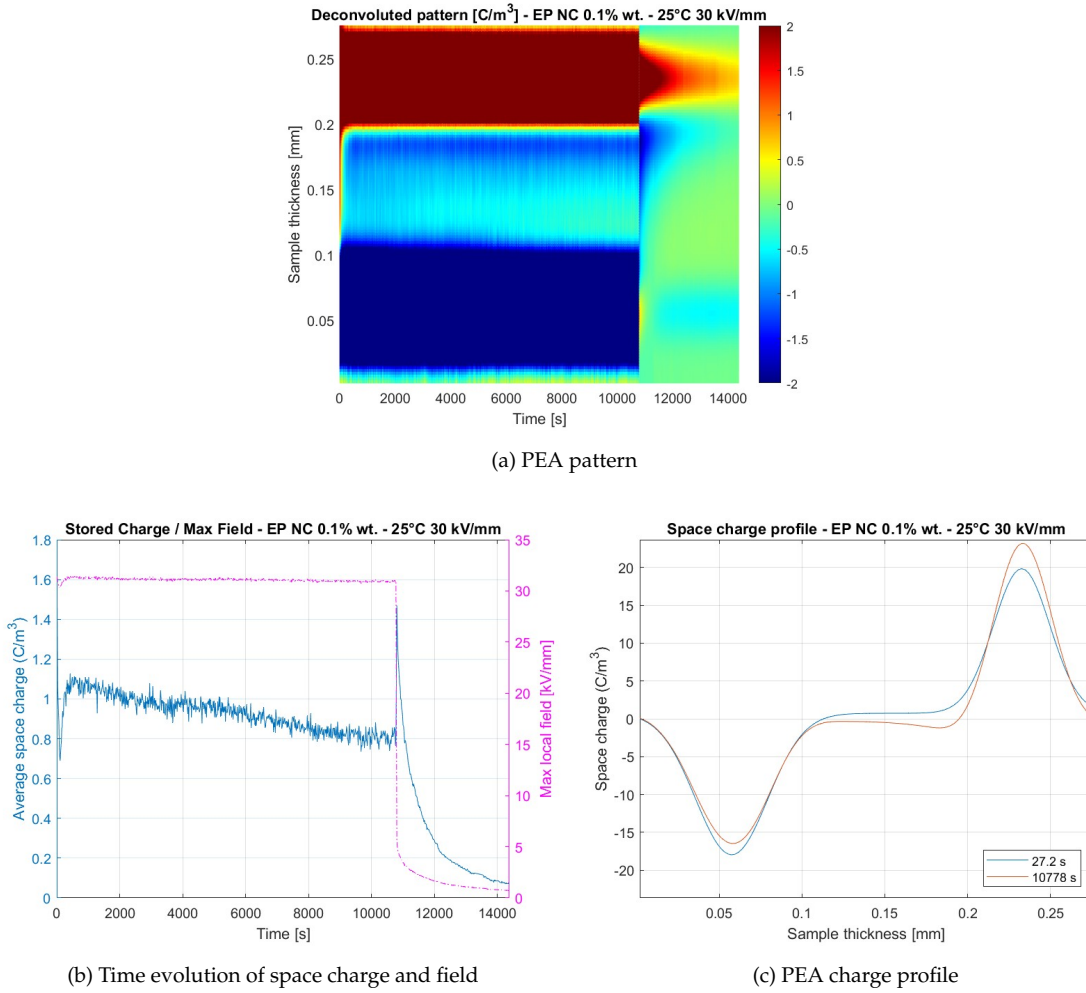 Deconvoluted pattern [C/m³] - EP NC 0.1% wt. - 25°C 30 kV/mm
Sample thickness [mm]
0.25
0.2
0.15
0.1
0.05
0 2000 4000 6000 8000 10000 12000 14000
Time [s]
2
1.5
1
0.5
0
-0.5
-1
-1.5
-2
(a) PEA pattern
Stored Charge / Max Field - EP NC 0.1% wt. - 25°C 30 kV/mm
Average space charge (C/m³)
1.8
1.6
1.4
1.2
1
0.8
0.6
0.4
0.2
0
35
30
25
20
15
10
5
0
Max local field [kV/mm]
0 2000 4000 6000 8000 10000 12000 14000
Time [s]
(b) Time evolution of space charge and field
Space charge profile - EP NC 0.1% wt. - 25°C 30 kV/mm
Space charge (C/m³)
20
15
10
5
0
-5
-10
-15
-20
27.2 s
10778 s
0.05 0.1 0.15 0.2 0.25
Sample thickness [mm]
(c) PEA charge profile